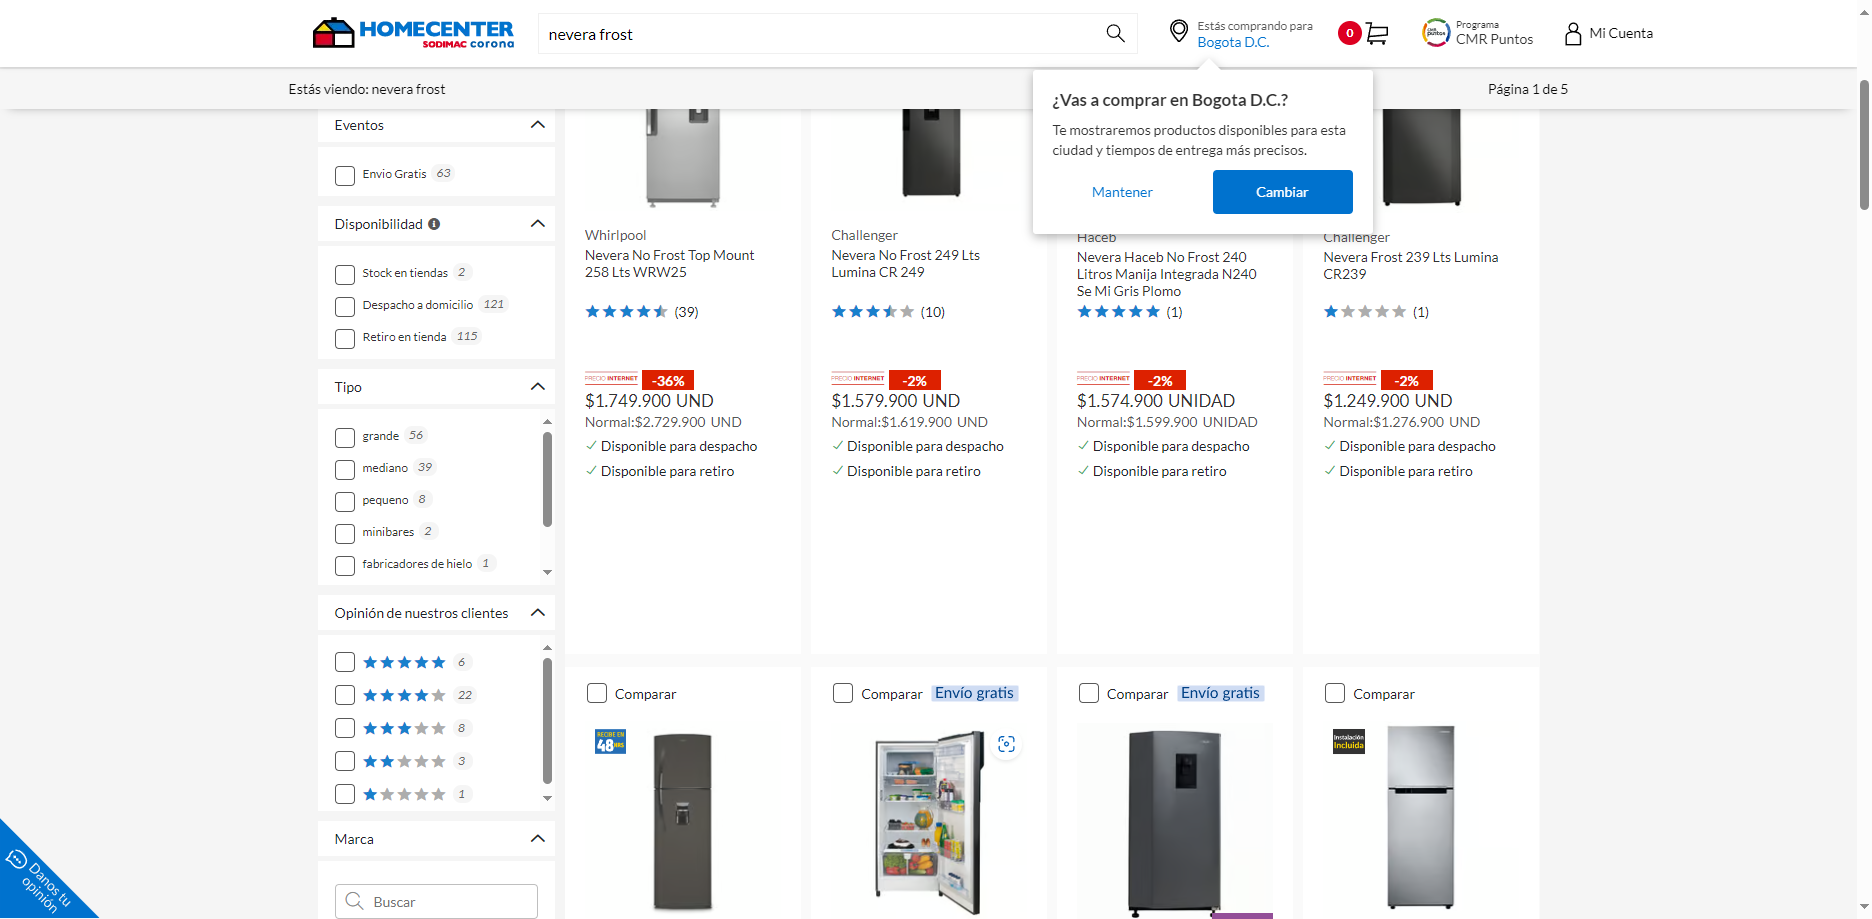 HOMECENTER
SODIMAC corona
nevera frost
Estás comprando para
Bogota D.C.
0
Programa
CMR Puntos
Mi Cuenta
Estás viendo: nevera frost
Página 1 de 5
¿Vas a comprar en Bogota D.C.?
Te mostraremos productos disponibles para esta
ciudad y tiempos de entrega más precisos.
Mantener
Cambiar
Eventos
Envio Gratis 63
Disponibilidad
Stock en tiendas 2
Despacho a domicilio 121
Retiro en tienda 115
Tipo
grande 56
mediano 39
pequeno 8
minibares 2
fabricadores de hielo 1
Opinión de nuestros clientes
6
22
8
3
1
Marca
Buscar
Danos tu
opinión
Whirlpool
Nevera No Frost Top Mount
258 Lts WRW25
(39)
PRECIO INTERNET -36%
$1.749.900 UND
Normal:$2.729.900 UND
Disponible para despacho
Disponible para retiro
Challenger
Nevera No Frost 249 Lts
Lumina CR 249
(10)
PRECIO INTERNET -2%
$1.579.900 UND
Normal:$1.619.900 UND
Disponible para despacho
Disponible para retiro
Haceb
Nevera Haceb No Frost 240
Litros Manija Integrada N240
Se Mi Gris Plomo
(1)
PRECIO INTERNET -2%
$1.574.900 UNIDAD
Normal:$1.599.900 UNIDAD
Disponible para despacho
Disponible para retiro
Challenger
Nevera Frost 239 Lts Lumina
CR239
(1)
PRECIO INTERNET -2%
$1.249.900 UND
Normal:$1.276.900 UND
Disponible para despacho
Disponible para retiro
Comparar
RECIBE EN
48HRS
Comparar Envío gratis
Comparar Envío gratis
Comparar
Instalación
Incluida